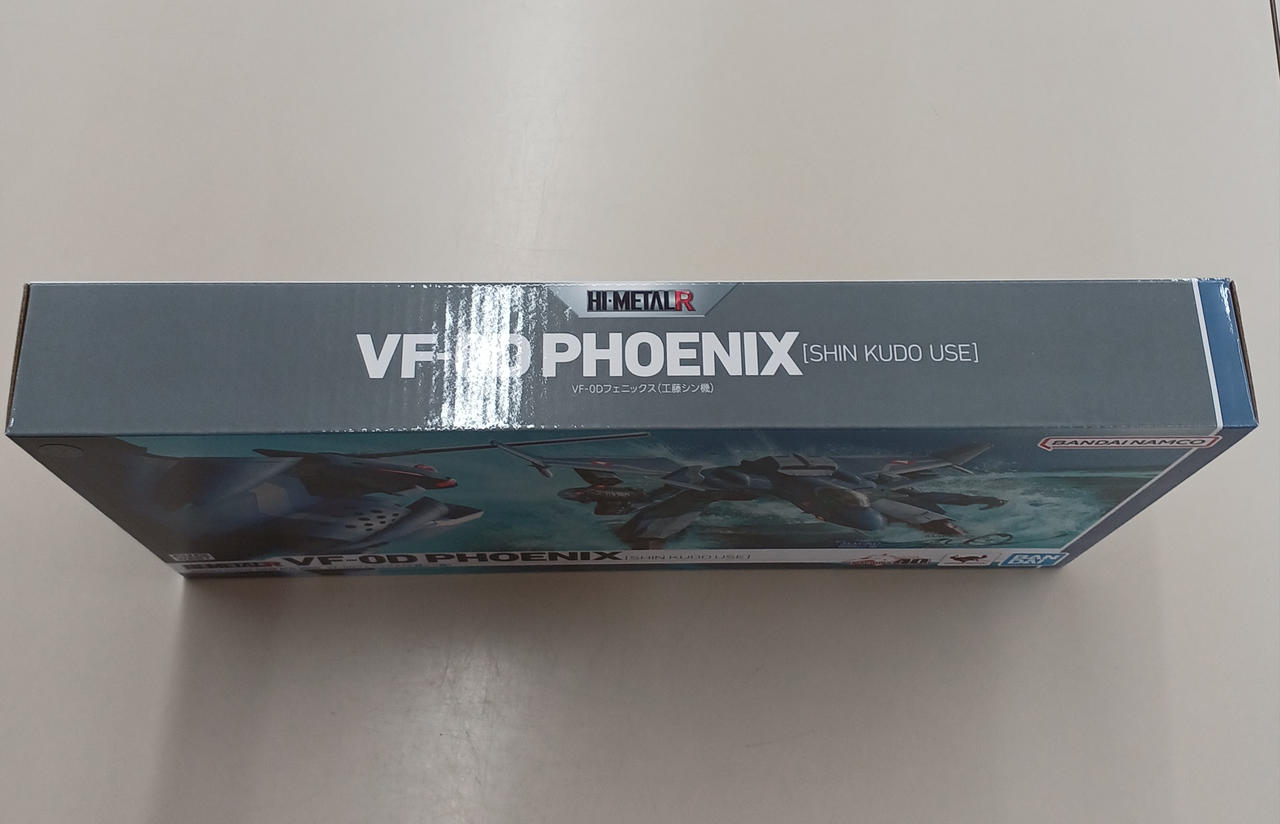 HI-METAL R
VF-0D PHOENIX [SHIN KUDO USE]
VF-0Dフェニックス(工藤シン機)
BANDAI NAMCO
HI-METAL R VF-0D PHOENIX [SHIN KUDO USE]
BANDAI